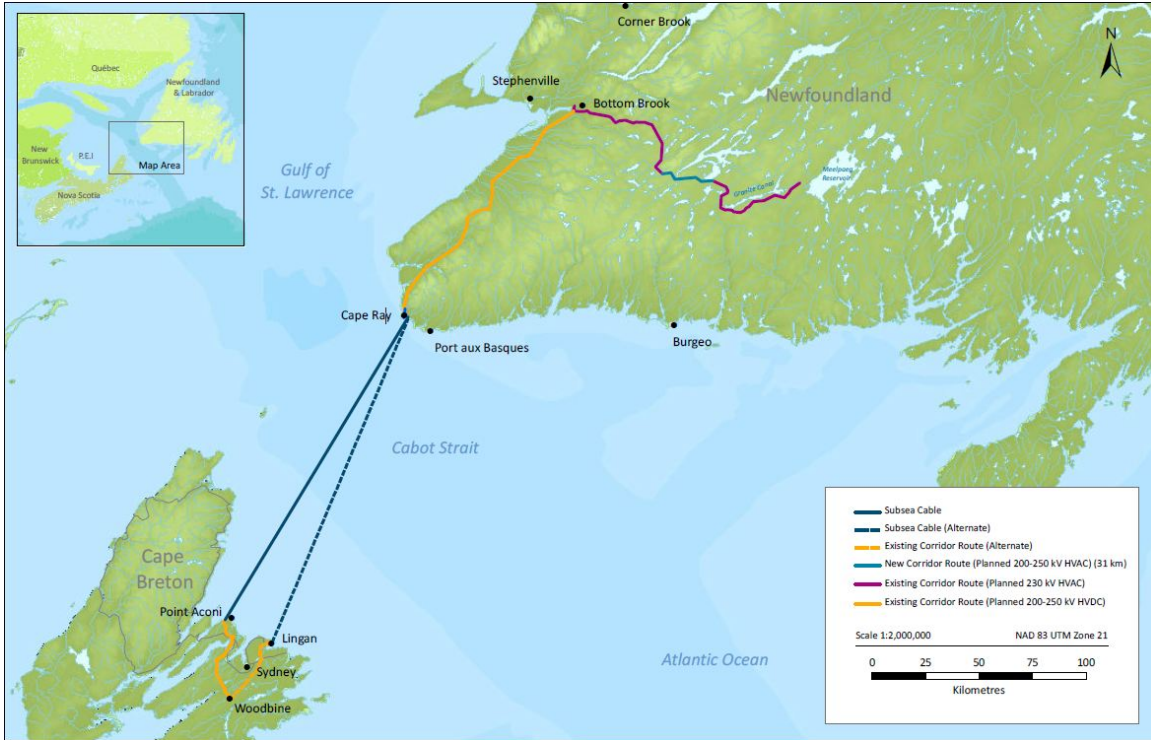 Québec
Newfoundland
& Labrador
New
Brunswick
P.E.I
Map Area
Nova Scotia
Corner Brook
N
Stephenville
Bottom Brook
Newfoundland
Gulf of
St. Lawrence
Granite Canal
Meelpaeg
Reservoir
Cape Ray
Port aux Basques
Burgeo
Cabot Strait
Cape
Breton
Point Aconi
Lingan
Sydney
Woodbine
Atlantic Ocean
Subsea Cable
Subsea Cable (Alternate)
Existing Corridor Route (Alternate)
New Corridor Route (Planned 200-250 kV HVAC) (31 km)
Existing Corridor Route (Planned 230 kV HVAC)
Existing Corridor Route (Planned 200-250 kV HVDC)
Scale 1:2,000,000 NAD 83 UTM Zone 21
0 25 50 75 100
Kilometres